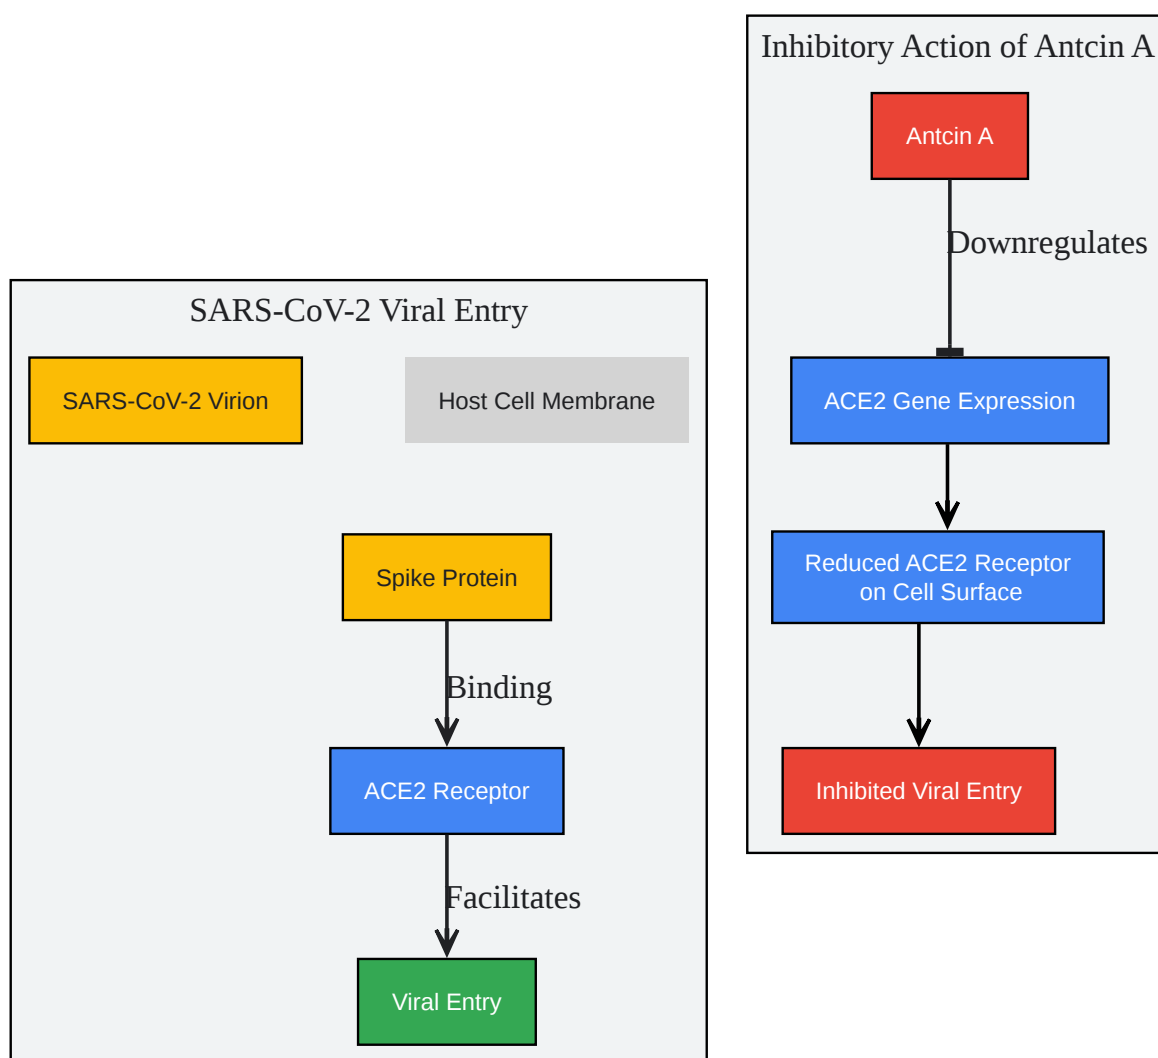 Inhibitory Action of Antcin A
Antcin A
Downregulates
ACE2 Gene Expression
Reduced ACE2 Receptor
on Cell Surface
Inhibited Viral Entry
SARS-CoV-2 Viral Entry
SARS-CoV-2 Virion
Host Cell Membrane
Spike Protein
Binding
ACE2 Receptor
Facilitates
Viral Entry